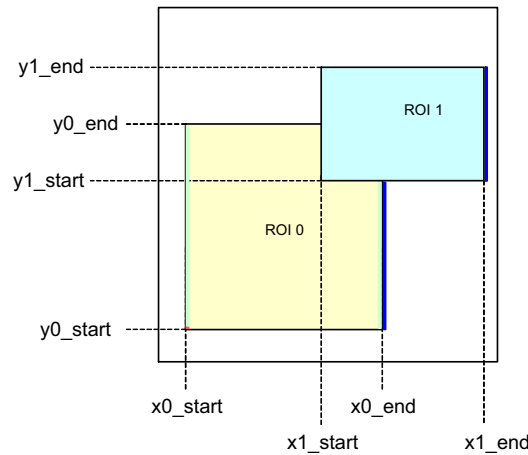 y1_end
ROI 1
y0_end
y1_start
ROI 0
y0_start
x0_start
x0_end
x1_start
x1_end